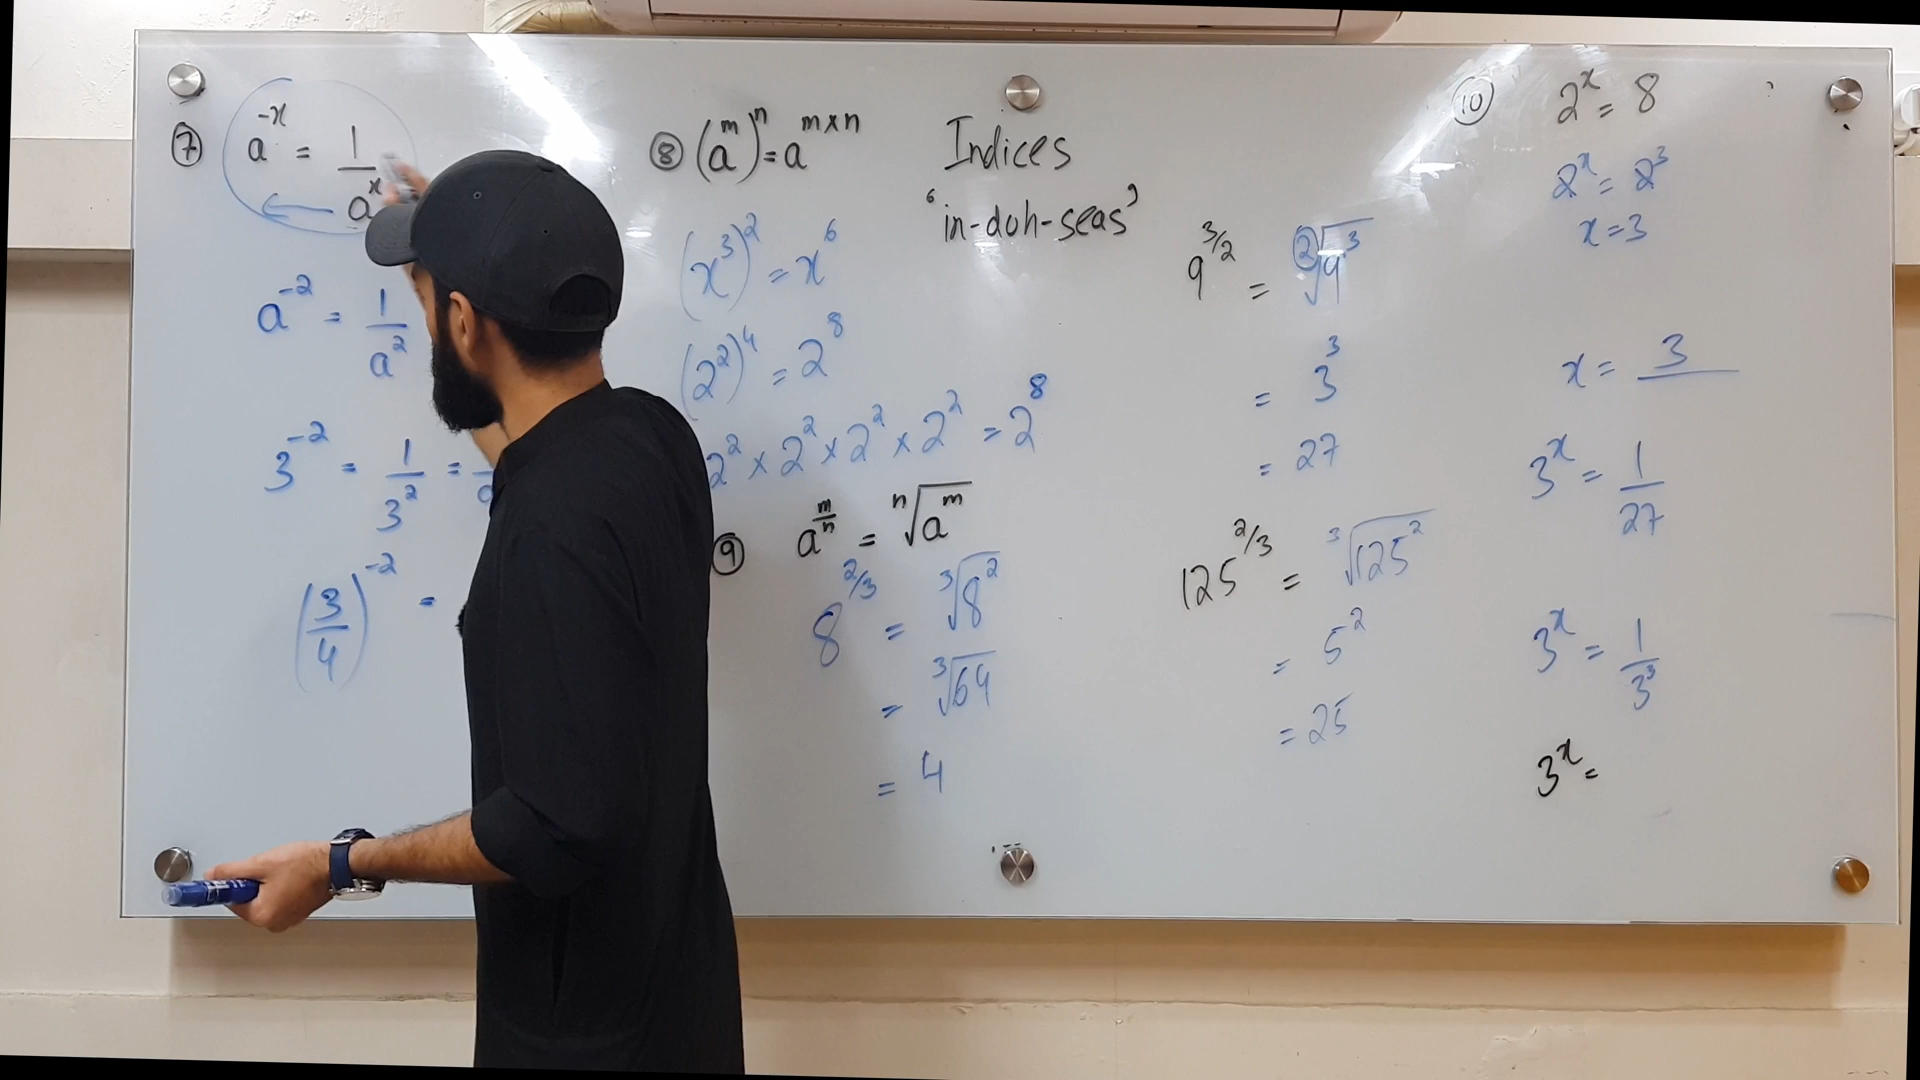 ⑦ a^-x = 1/a^x
a^-2 = 1/a^2
3^-2 = 1/3^2 =
(3/4)^-2 =
⑧ (a^m)^n = a^m×n
(x^3)^2 = x^6
(2^2)^4 = 2^8
2^2 × 2^2 × 2^2 × 2^2 = 2^8
⑨ a^m/n = ⁿ√a^m
8^2/3 = ³√8^2
= ³√64
= 4
Indices
'in-doh-seas'
9^3/2 = ²√9^3
= 3^3
= 27
125^2/3 = ³√125^2
= 5^2
= 25
⑩ 2^x = 8
2^x = 2^3
x = 3
x = 3
3^x = 1/27
3^x = 1/3^3
3^x =